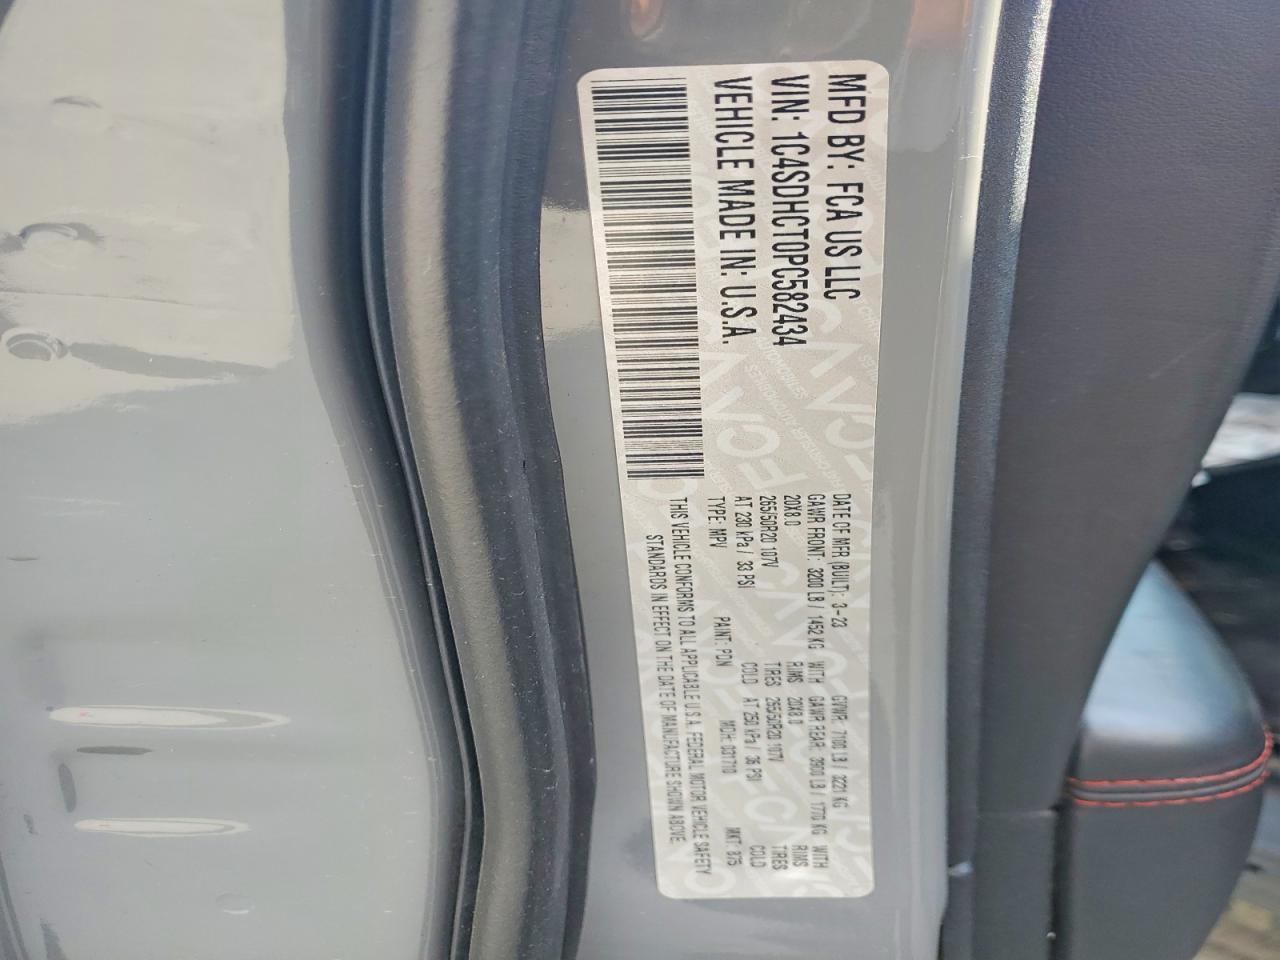 MFD BY: FCA US LLC
VIN: 1C4SDHCT0PC582434
VEHICLE MADE IN: U.S.A.
DATE OF MFR (BUILT): 3-23 GVWR: 7100 LB / 3221 KG
GAWR FRONT: 3200 LB / 1452 KG WITH GAWR REAR: 3900 LB / 1770 KG WITH
20X8.0 RIMS 20X8.0 RIMS
265/50R20 107V TIRES 265/50R20 107V TIRES
AT 230 kPa / 33 PSI COLD AT 250 kPa / 36 PSI COLD
TYPE: MPV PAINT: PDN MDH: 031710 MKT: 875
THIS VEHICLE CONFORMS TO ALL APPLICABLE U.S.A. FEDERAL MOTOR VEHICLE SAFETY
STANDARDS IN EFFECT ON THE DATE OF MANUFACTURE SHOWN ABOVE.